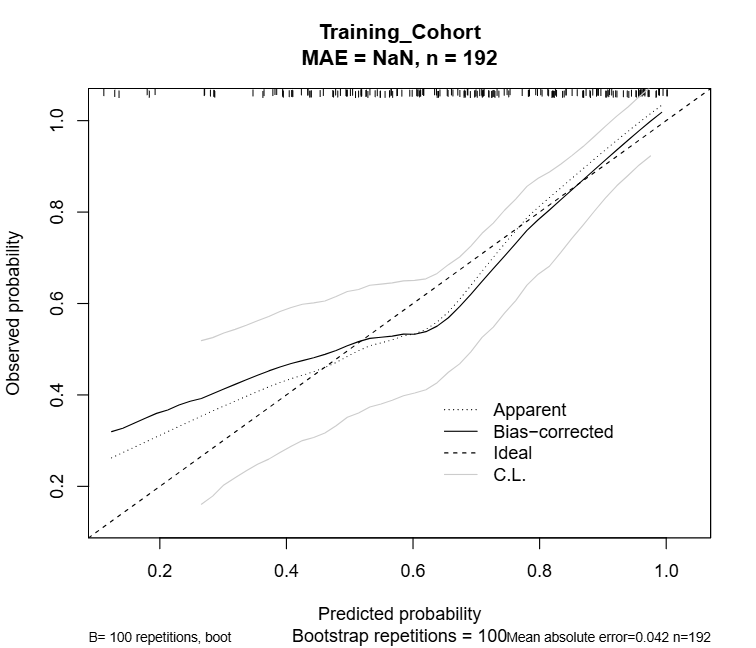 Training_Cohort
MAE = NaN, n = 192
Observed probability
1.0
0.8
0.6
0.4
0.2
Apparent
Bias−corrected
Ideal
C.L.
0.2 0.4 0.6 0.8 1.0
Predicted probability
B= 100 repetitions, boot Bootstrap repetitions = 100 Mean absolute error=0.042 n=192